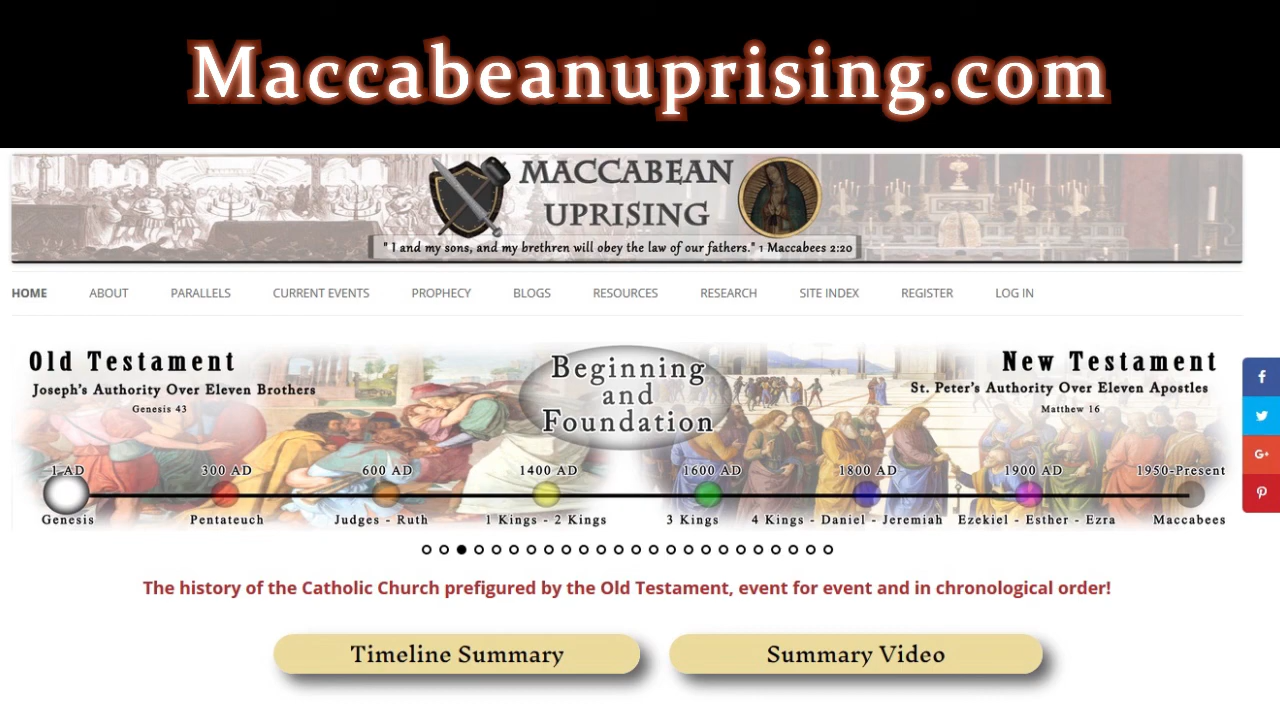 Maccabeanuprising.com
MACCABEAN
UPRISING
" I and my sons, and my brethren will obey the law of our fathers." 1 Maccabees 2:20
HOME ABOUT PARALLELS CURRENT EVENTS PROPHECY BLOGS RESOURCES RESEARCH SITE INDEX REGISTER LOG IN
Old Testament
Joseph's Authority Over Eleven Brothers
Genesis 43
Beginning
and
Foundation
New Testament
St. Peter's Authority Over Eleven Apostles
Matthew 16
1 AD 300 AD 600 AD 1400 AD 1600 AD 1800 AD 1900 AD 1950-Present
Genesis Pentateuch Judges - Ruth 1 Kings - 2 Kings 3 Kings 4 Kings - Daniel - Jeremiah Ezekiel - Esther - Ezra Maccabees
The history of the Catholic Church prefigured by the Old Testament, event for event and in chronological order!
Timeline Summary Summary Video